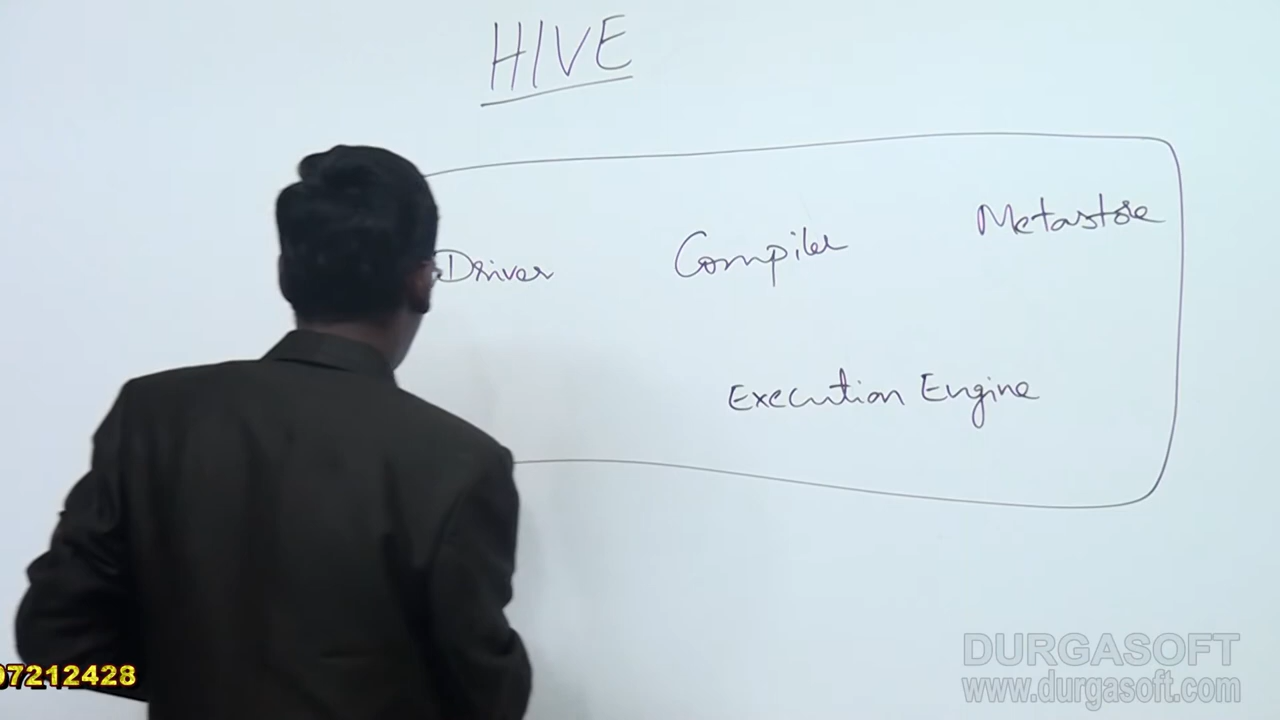 HIVE
Driver
Compiler
Metastore
Execution Engine
07212428
DURGASOFT
www.durgasoft.com